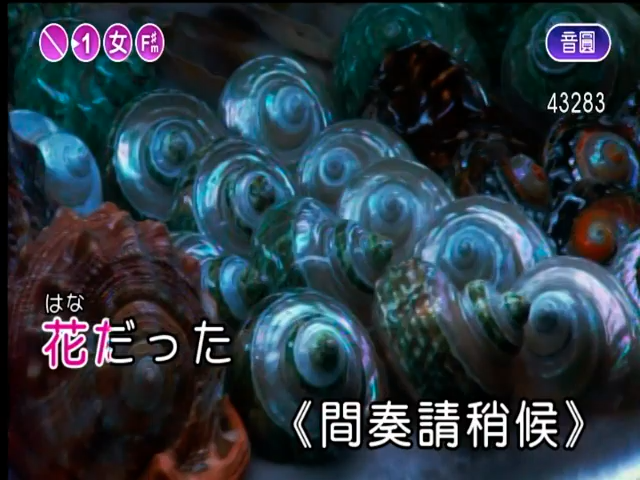 1 女 F♯m
音圓
43283
はな
花だった
《間奏請稍候》